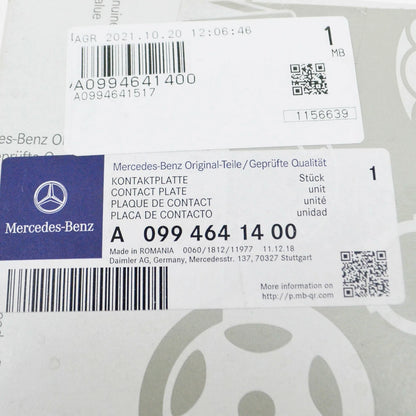 AGR 2021.10.20 12:06:46
1
MB
A0994641400
A0994641517
1156639
Mercedes-Benz
Mercedes-Benz Original-Teile/Geprüfte Qualität
KONTAKTPLATTE Stück 1
CONTACT PLATE unit
PLAQUE DE CONTACT unité
PLACA DE CONTACTO unidad
A 099 464 14 00
Made in ROMANIA 0060/1812/11977 11.12.18
Daimler AG, Germany, Mercedesstr. 137, 70327 Stuttgart
More information?
http://p.mb-qr.com